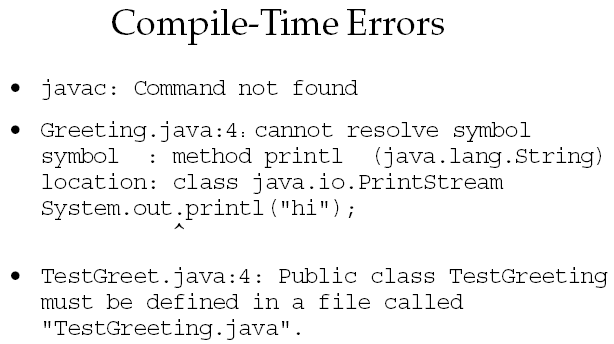 Compile-Time Errors
• javac: Command not found
• Greeting.java:4: cannot resolve symbol
symbol  : method printl  (java.lang.String)
location: class java.io.PrintStream
System.out.printl("hi");
^
• TestGreet.java:4: Public class TestGreeting
must be defined in a file called
"TestGreeting.java".